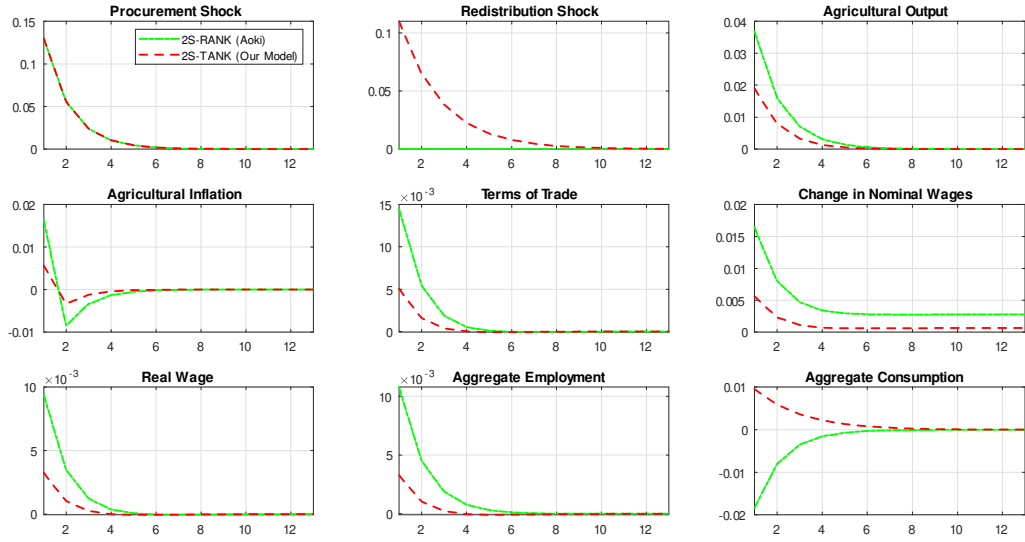 Procurement Shock
0.15
0.1
0.05
0
2 4 6 8 10 12
2S-RANK (Aoki)
2S-TANK (Our Model)
Redistribution Shock
0.1
0.05
0
2 4 6 8 10 12
Agricultural Output
0.04
0.03
0.02
0.01
0
2 4 6 8 10 12
Agricultural Inflation
0.02
0.01
0
-0.01
2 4 6 8 10 12
Terms of Trade
×10⁻³
15
10
5
0
2 4 6 8 10 12
Change in Nominal Wages
0.02
0.015
0.01
0.005
0
2 4 6 8 10 12
Real Wage
×10⁻³
10
5
0
2 4 6 8 10 12
Aggregate Employment
×10⁻³
10
5
0
2 4 6 8 10 12
Aggregate Consumption
0.01
0
-0.01
-0.02
2 4 6 8 10 12